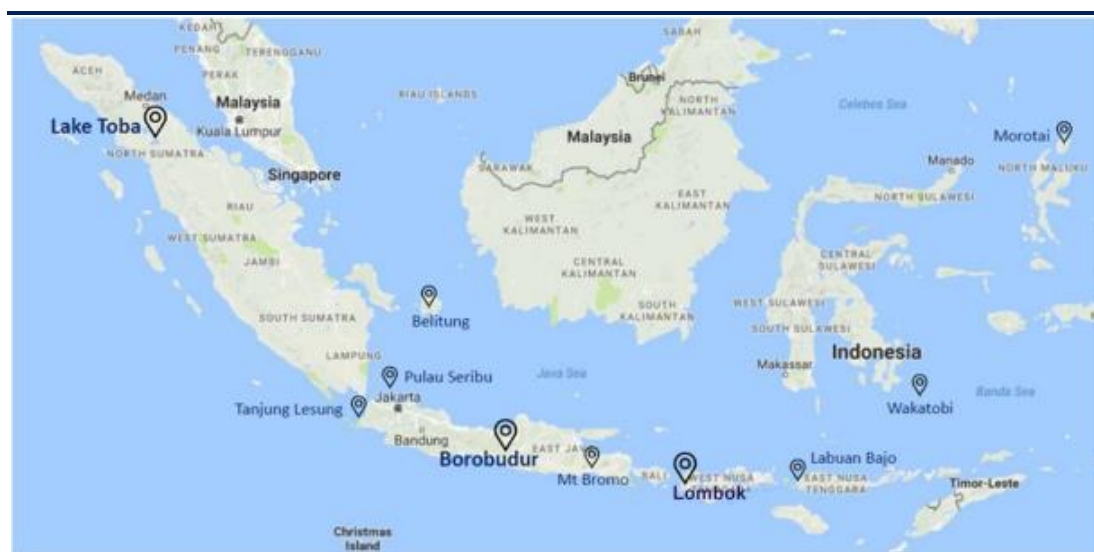 KEDAH
PENANG
TERENGGANU
SABAH
ACEH
PERAK
Brunei
Medan
Malaysia
RIAU ISLANDS
NORTH
KALIMANTAN
Celebes Sea
Lake Toba
Kuala Lumpur
Malaysia
Morotai
NORTH SUMATRA
Singapore
SARAWAK
Manado
NORTH MALUKU
RIAU
EAST
KALIMANTAN
NORTH SULAWESI
WEST
KALIMANTAN
WEST SUMATRA
JAMBI
CENTRAL
KALIMANTAN
CENTRAL
SULAWESI
SOUTH SUMATRA
Belitung
SOUTH
KALIMANTAN
WEST SULAWESI
SOUTH SULAWESI
LAMPUNG
Indonesia
Pulau Seribu
Java Sea
Makassar
Tanjung Lesung
Jakarta
Wakatobi
Banda Sea
Bandung
Borobudur
EAST JAV
Mt Bromo
BALI
WEST NUSA
TENGGARA
Lombok
Labuan Bajo
EAST NUSA
TENGGARA
Timor-Leste
Christmas
Island